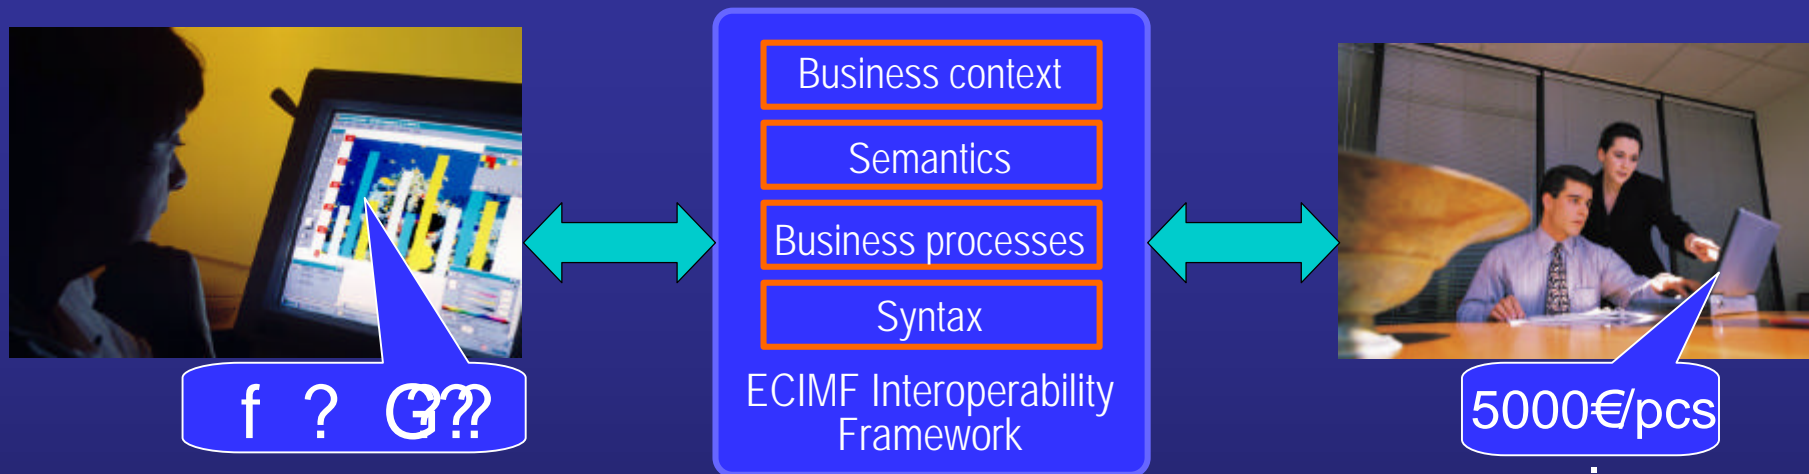 Business context
Semantics
Business processes
Syntax
ECIMF Interoperability
Framework
f ?
5000€/pcs